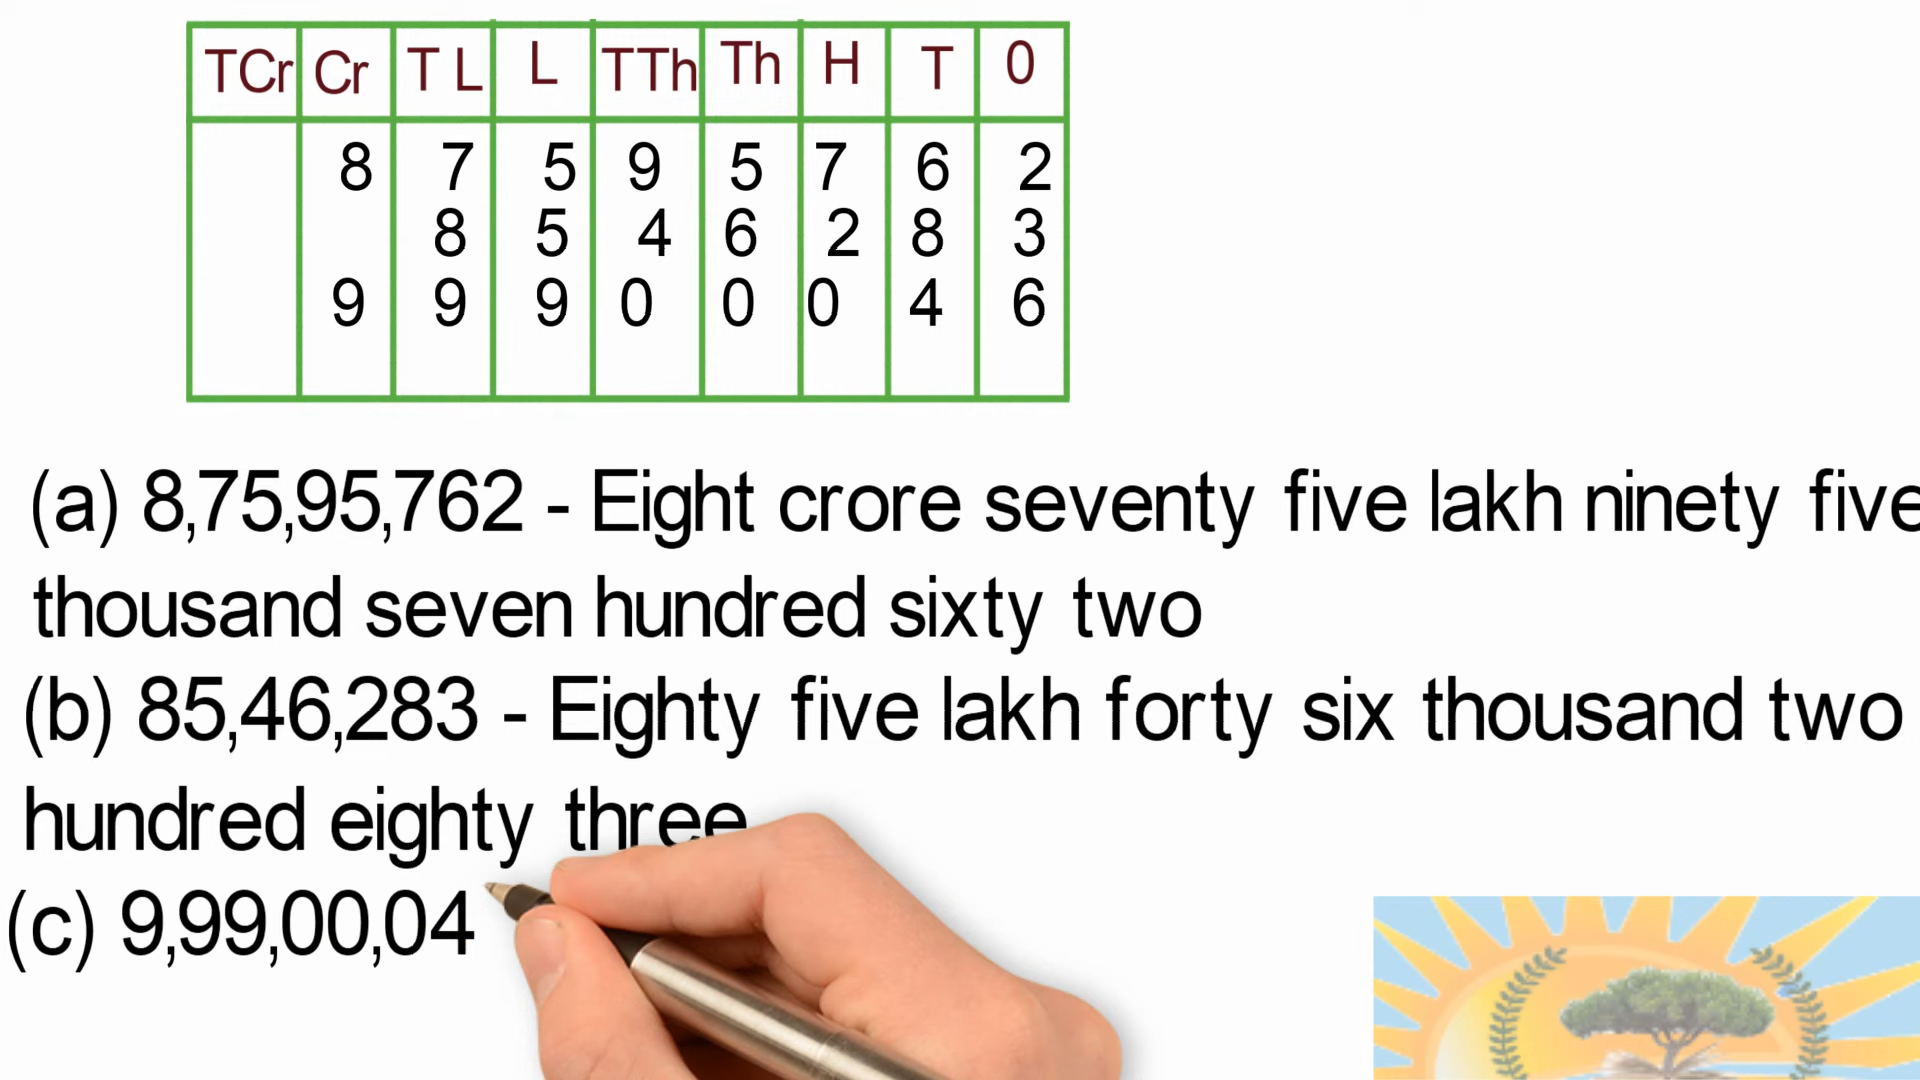 TCr Cr T L L TTh Th H T 0
8 7 5 9 5 7 6 2
8 5 4 6 2 8 3
9 9 9 0 0 0 4 6
(a) 8,75,95,762 - Eight crore seventy five lakh ninety five
thousand seven hundred sixty two
(b) 85,46,283 - Eighty five lakh forty six thousand two
hundred eighty three
(c) 9,99,00,04